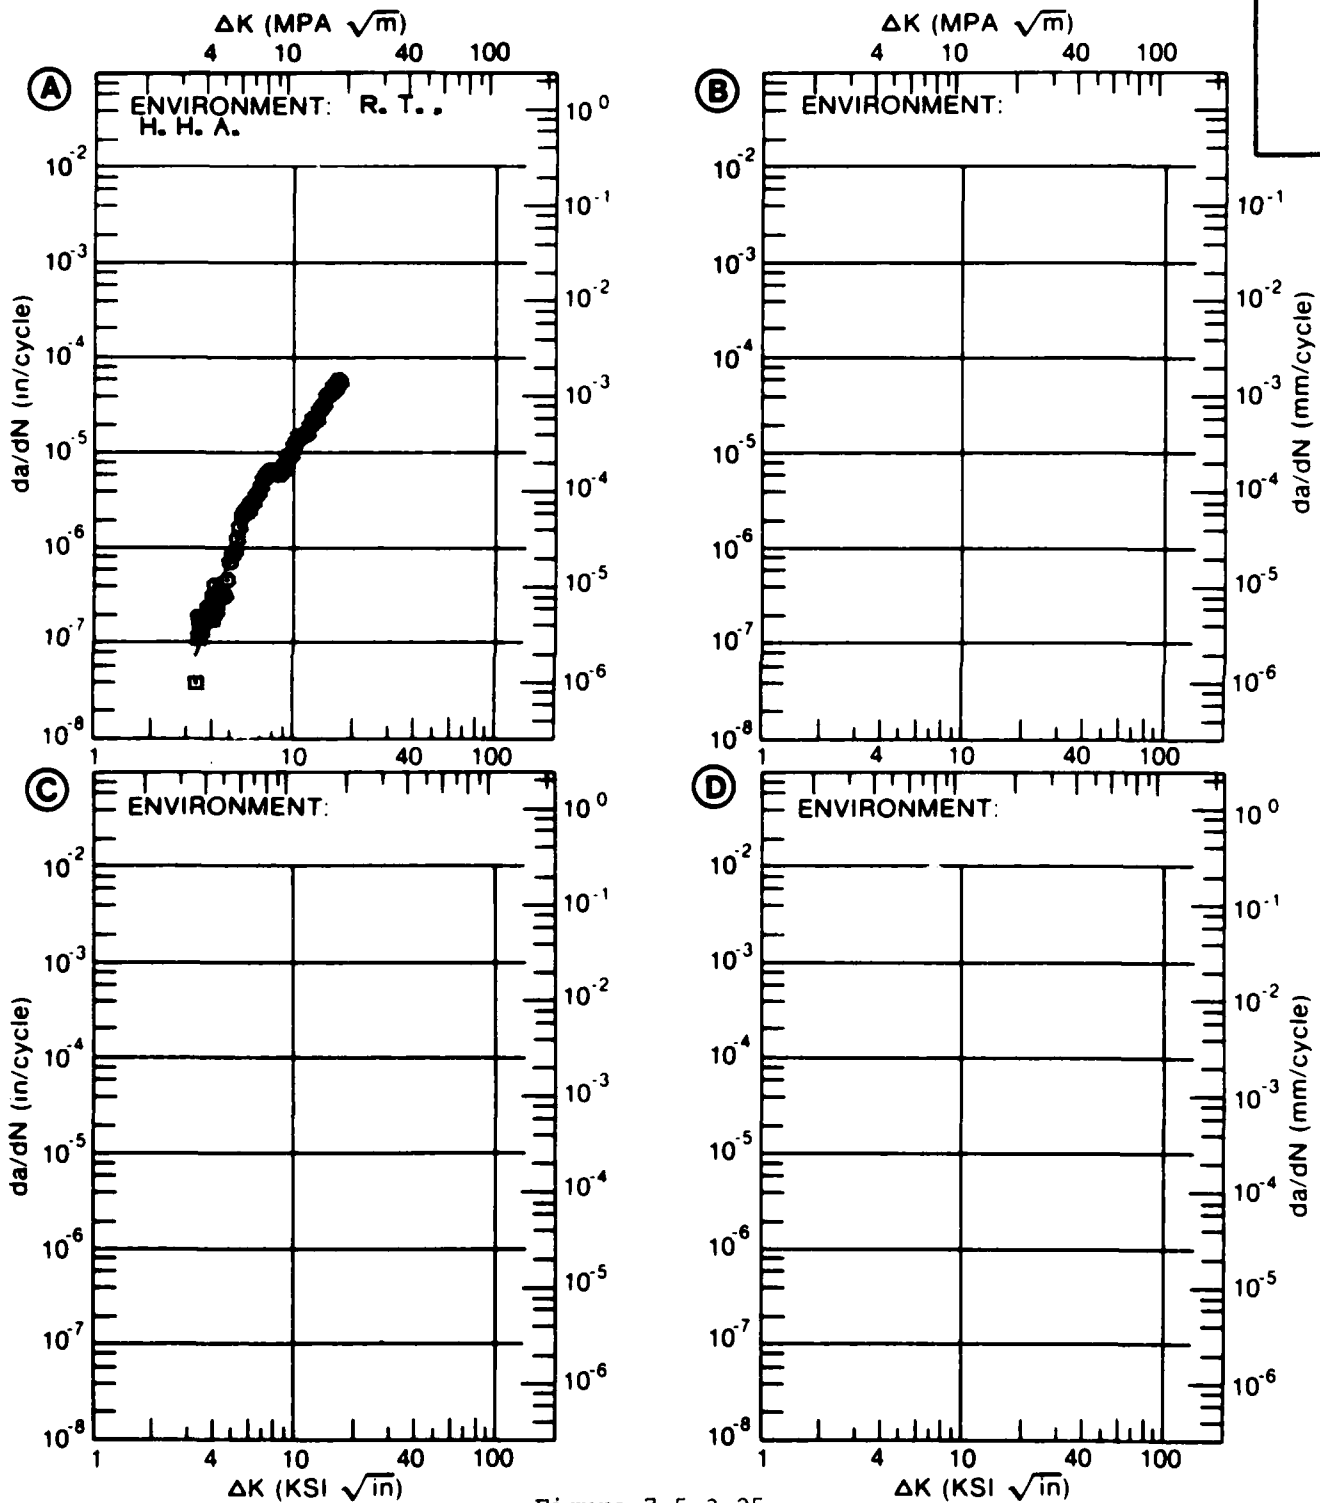 ΔK (MPA √m) ΔK (MPA √m)
4 10 40 100 4 10 40 100
A B
ENVIRONMENT: R. T., ENVIRONMENT:
H. H. A.
10^0
10^-2 10^-2
10^-1 10^-1
10^-3 10^-3
10^-2 10^-2
10^-4 10^-4
10^-3 10^-3
10^-5 10^-5
10^-4 10^-4
10^-6 10^-6
10^-5 10^-5
10^-7 10^-7
10^-6 10^-6
10^-8 10^-8
da/dN (in/cycle) da/dN (mm/cycle)
1 4 10 40 100 1 4 10 40 100
C D
ENVIRONMENT: ENVIRONMENT:
10^0 10^0
10^-2 10^-2
10^-1 10^-1
10^-3 10^-3
10^-2 10^-2
10^-4 10^-4
10^-3 10^-3
10^-5 10^-5
10^-4 10^-4
10^-6 10^-6
10^-5 10^-5
10^-7 10^-7
10^-6 10^-6
10^-8 10^-8
da/dN (in/cycle) da/dN (mm/cycle)
1 4 10 40 100 1 4 10 40 100
ΔK (KSI √in) ΔK (KSI √in)